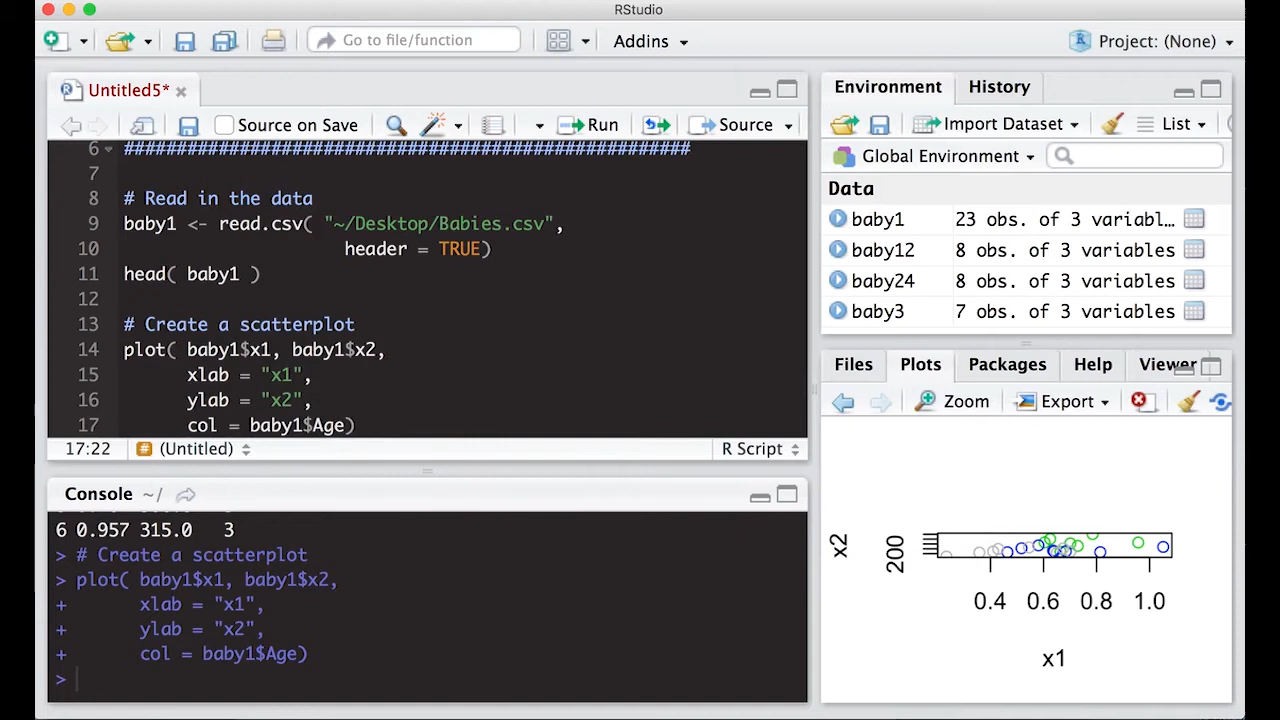 RStudio
Go to file/function
Addins
Project: (None)
Untitled5*
Source on Save
Run
Source
6 ######################################################
7
8 # Read in the data
9 baby1 <- read.csv( "~/Desktop/Babies.csv",
10 header = TRUE)
11 head( baby1 )
12
13 # Create a scatterplot
14 plot( baby1$x1, baby1$x2,
15 xlab = "x1",
16 ylab = "x2",
17 col = baby1$Age)
17:22 # (Untitled) R Script
Console ~/
6 0.957 315.0 3
> # Create a scatterplot
> plot( baby1$x1, baby1$x2,
+ xlab = "x1",
+ ylab = "x2",
+ col = baby1$Age)
>
Environment History
Import Dataset List
Global Environment
Data
baby1 23 obs. of 3 variabl…
baby12 8 obs. of 3 variables
baby24 8 obs. of 3 variables
baby3 7 obs. of 3 variables
Files Plots Packages Help Viewer
Zoom Export
x2
200
0.4 0.6 0.8 1.0
x1